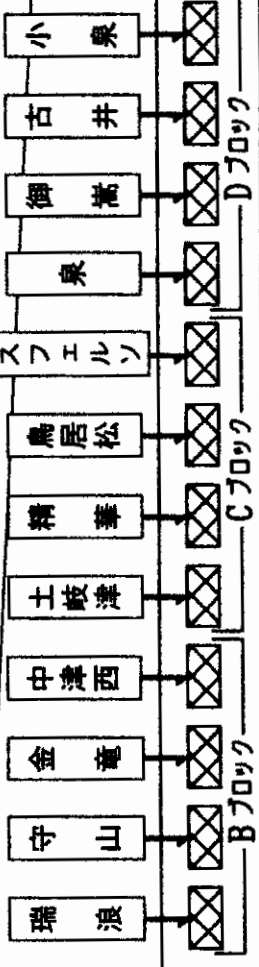 瑞浪
守山
金竜
中津西
土岐津
精華
鳥居松
スフェルソ
泉
御嵩
古井
小泉
Bブロック
Cブロック
Dブロック